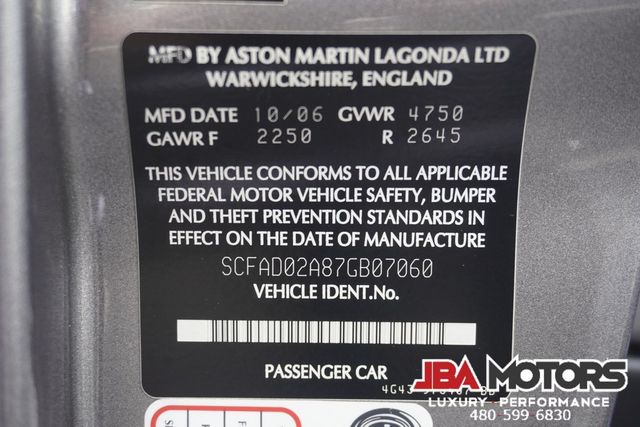 MFD BY ASTON MARTIN LAGONDA LTD
WARWICKSHIRE, ENGLAND
MFD DATE 10/06 GVWR 4750
GAWR F 2250 R 2645
THIS VEHICLE CONFORMS TO ALL APPLICABLE
FEDERAL MOTOR VEHICLE SAFETY, BUMPER
AND THEFT PREVENTION STANDARDS IN
EFFECT ON THE DATE OF MANUFACTURE
SCFAD02A87GB07060
VEHICLE IDENT.No.
PASSENGER CAR
JBA MOTORS
LUXURY PERFORMANCE
480 599 6830